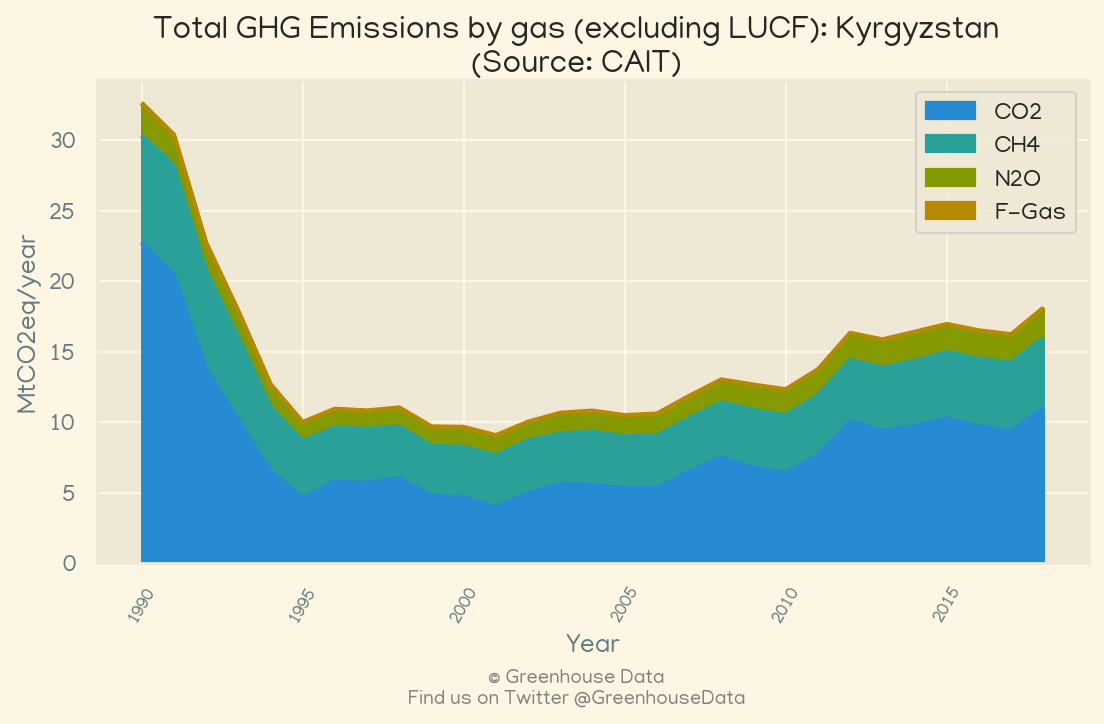 Total GHG Emissions by gas (excluding LUCF): Kyrgyzstan
(Source: CAIT)
CO2
CH4
N2O
F-Gas
MtCO2eq/year
30
25
20
15
10
5
0
1990
1995
2000
2005
2010
2015
Year
© Greenhouse Data
Find us on Twitter @GreenhouseData